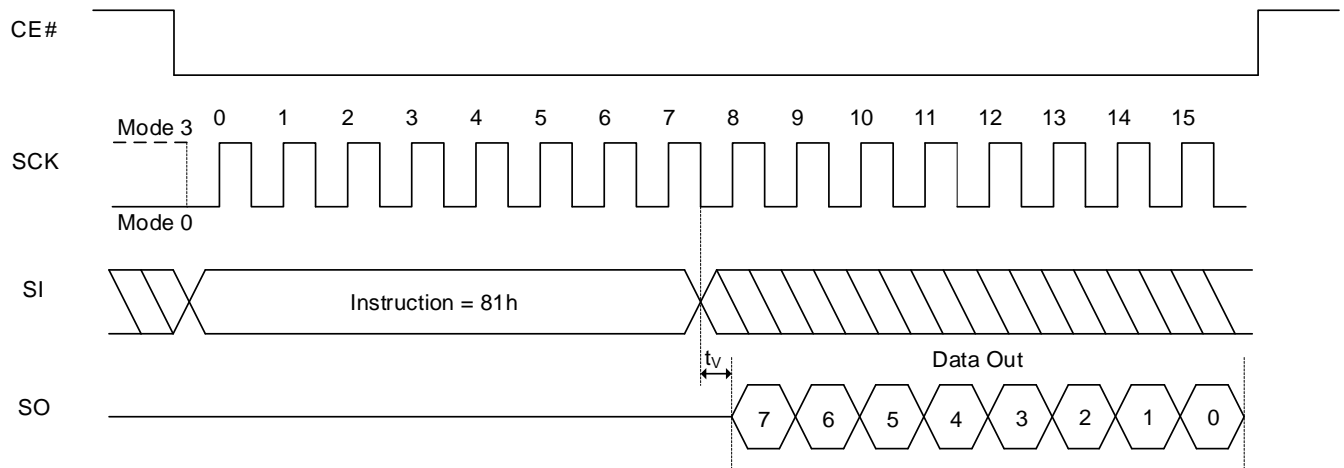 CE#
Mode 3
0 1 2 3 4 5 6 7 8 9 10 11 12 13 14 15
SCK
Mode 0
SI
Instruction = 81h
tV
Data Out
SO
7 6 5 4 3 2 1 0